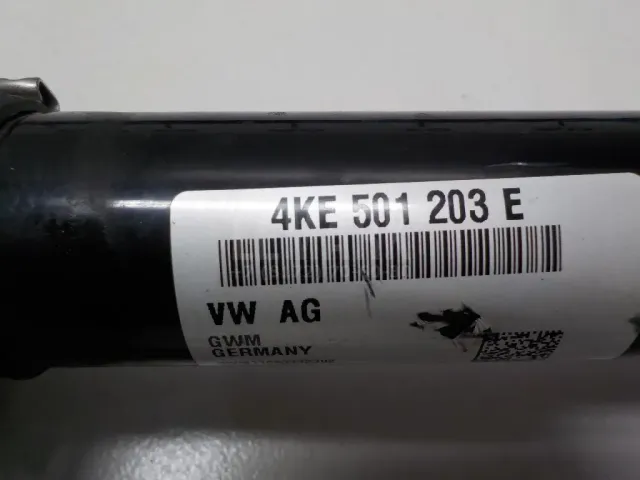 4KE 501 203 E
VW AG
GWM
GERMANY